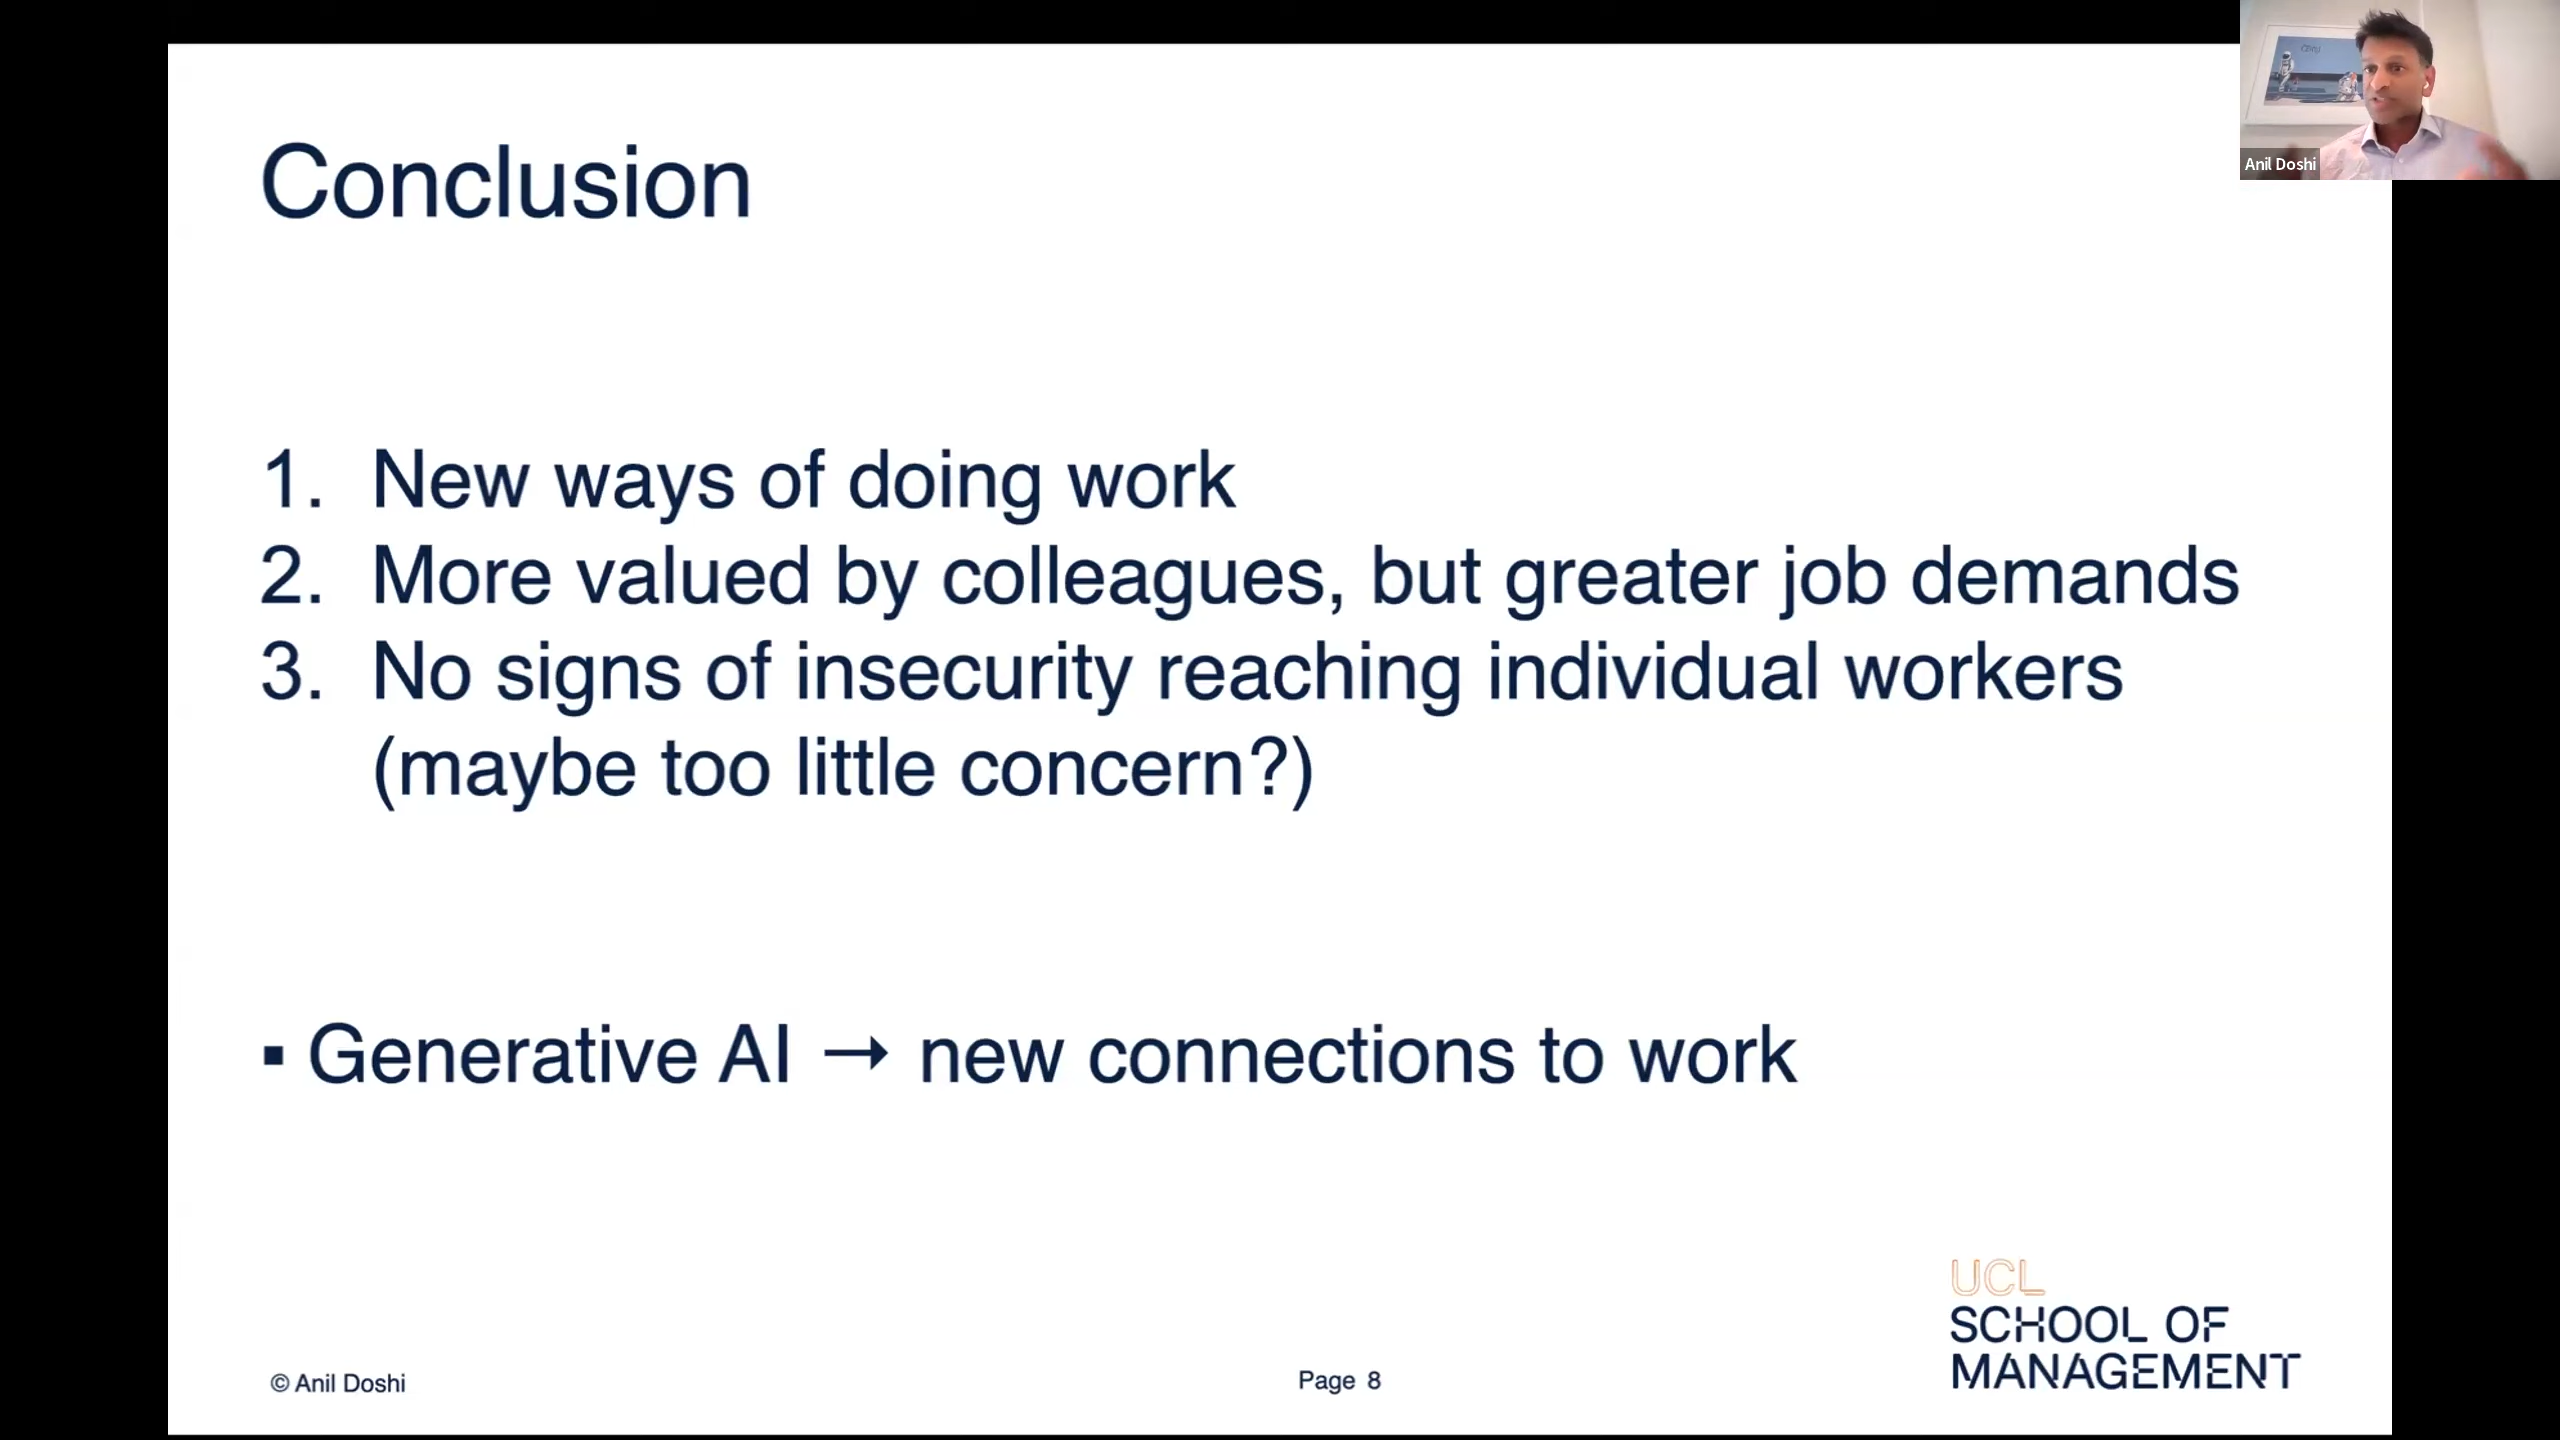 Conclusion
1. New ways of doing work
2. More valued by colleagues, but greater job demands
3. No signs of insecurity reaching individual workers
(maybe too little concern?)
▪ Generative AI → new connections to work
© Anil Doshi
Page 8
UCL
SCHOOL OF
MANAGEMENT
Anil Doshi